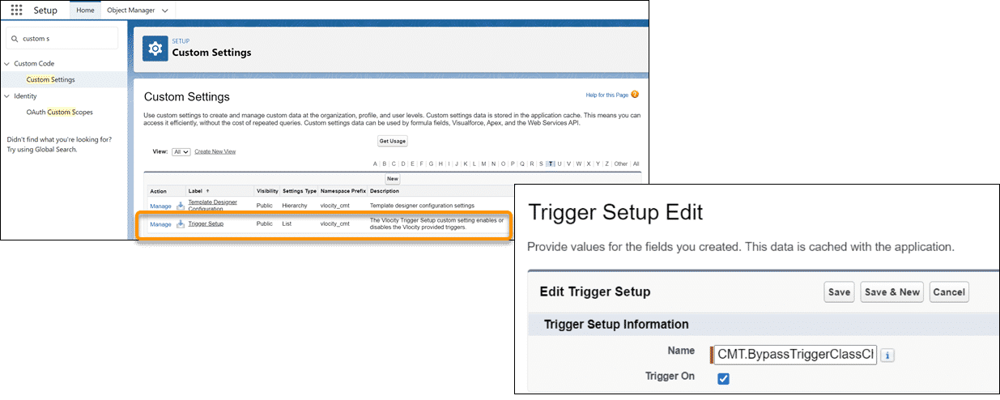 Setup
Home
Object Manager
custom s
Custom Code
Custom Settings
Identity
OAuth Custom Scopes
Didn't find what you're looking for?
Try using Global Search.
SETUP
Custom Settings
Custom Settings
Help for this Page
Use custom settings to create and manage custom data at the organization, profile, and user levels. Custom settings data is stored in the application cache. This means you can
access it efficiently, without the cost of repeated queries. Custom settings data can be used by formula fields, Visualforce, Apex, and the Web Services API.
Get Usage
View: All Create New View
A | B | C | D | E | F | G | H | I | J | K | L | M | N | O | P | Q | R | S | T | U | V | W | X | Y | Z | Other | All
New
Action Label ↑ Visibility Settings Type Namespace Prefix Description
Manage Template Designer Configuration Public Hierarchy vlocity_cmt Template designer configuration settings
Manage Trigger Setup Public List vlocity_cmt The Vlocity Trigger Setup custom setting enables or
disables the Vlocity provided triggers.
Trigger Setup Edit
Provide values for the fields you created. This data is cached with the application.
Edit Trigger Setup Save Save & New Cancel
Trigger Setup Information
Name CMT.BypassTriggerClassCl i
Trigger On